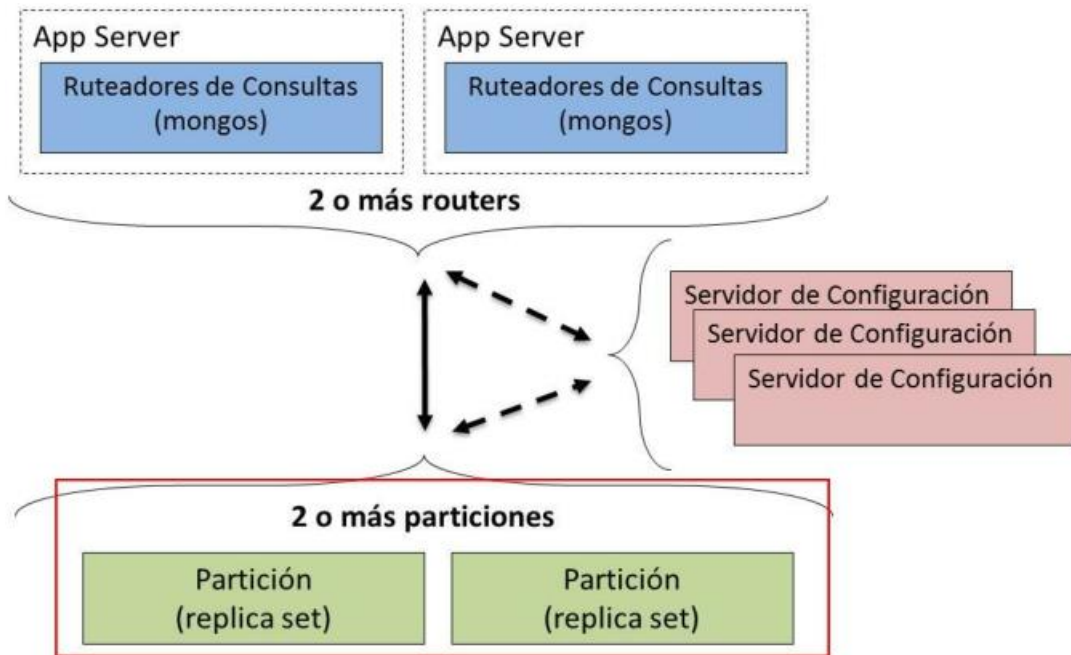 App Server
Ruteadores de Consultas
(mongos)
App Server
Ruteadores de Consultas
(mongos)
2 o más routers
Servidor de Configuración
Servidor de Configuración
Servidor de Configuración
2 o más particiones
Partición
(replica set)
Partición
(replica set)